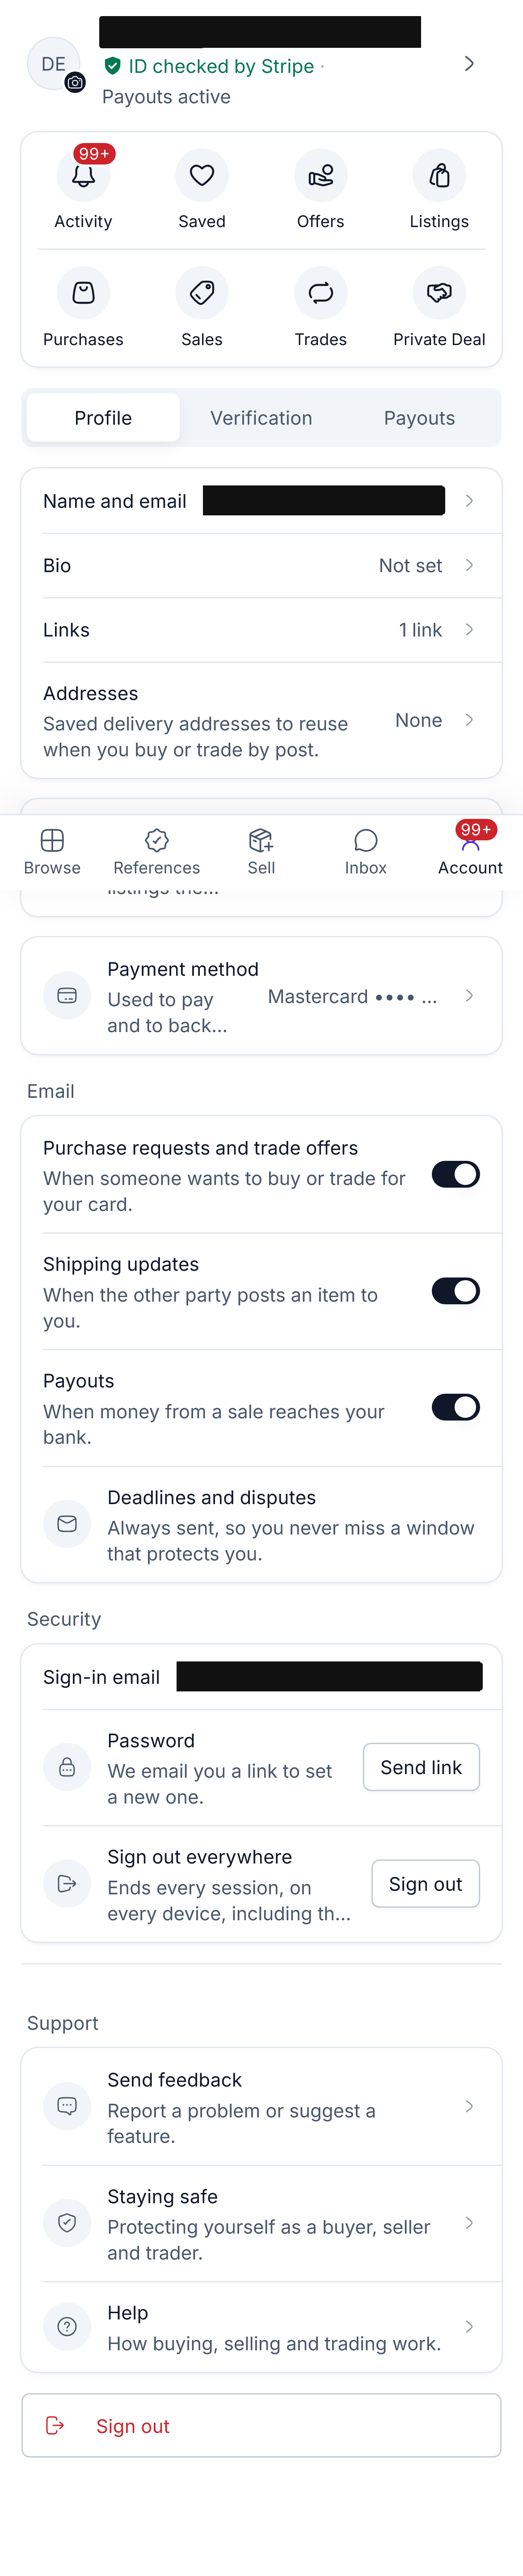 DE
ID checked by Stripe ·
Payouts active
99+
Activity
Saved
Offers
Listings
Purchases
Sales
Trades
Private Deal
Profile
Verification
Payouts
Name and email
Bio
Not set
Links
1 link
Addresses
Saved delivery addresses to reuse
when you buy or trade by post.
None
99+
Browse
References
Sell
Inbox
Account
Payment method
Used to pay
and to back...
Mastercard •••• ...
Email
Purchase requests and trade offers
When someone wants to buy or trade for
your card.
Shipping updates
When the other party posts an item to
you.
Payouts
When money from a sale reaches your
bank.
Deadlines and disputes
Always sent, so you never miss a window
that protects you.
Security
Sign-in email
Password
We email you a link to set
a new one.
Send link
Sign out everywhere
Ends every session, on
every device, including th...
Sign out
Support
Send feedback
Report a problem or suggest a
feature.
Staying safe
Protecting yourself as a buyer, seller
and trader.
Help
How buying, selling and trading work.
Sign out